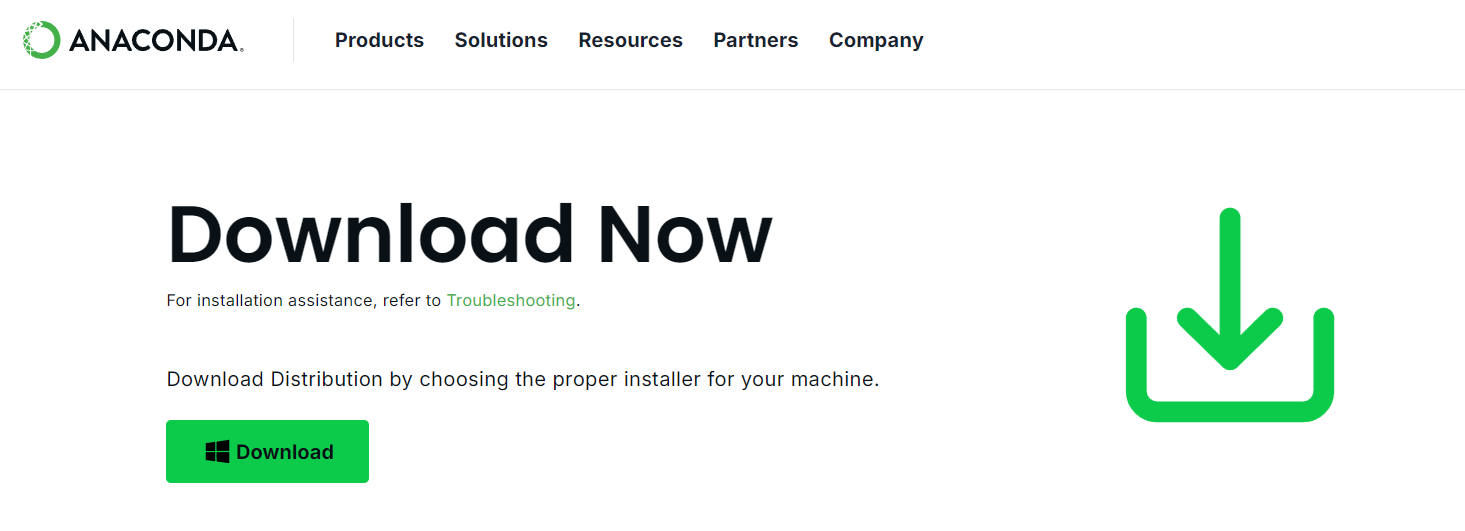 ANACONDA®
Products Solutions Resources Partners Company
Download Now
For installation assistance, refer to Troubleshooting.
Download Distribution by choosing the proper installer for your machine.
Download